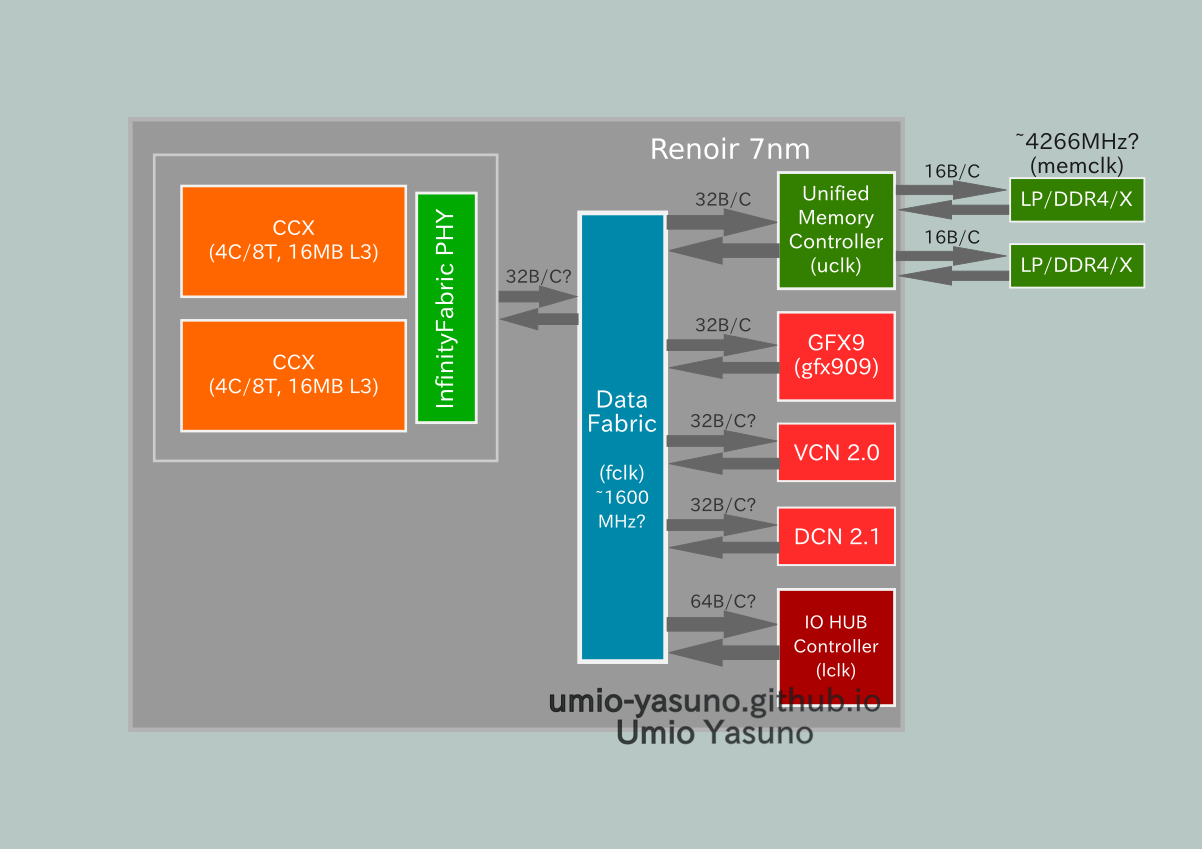 Renoir 7nm
CCX
(4C/8T, 16MB L3)
CCX
(4C/8T, 16MB L3)
InfinityFabric PHY
32B/C?
Data
Fabric
(fclk)
~1600
MHz?
32B/C
Unified
Memory
Controller
(uclk)
16B/C
16B/C
~4266MHz?
(memclk)
LP/DDR4/X
LP/DDR4/X
32B/C
GFX9
(gfx909)
32B/C?
VCN 2.0
32B/C?
DCN 2.1
64B/C?
IO HUB
Controller
(lclk)
umio-yasuno.github.io
Umio Yasuno